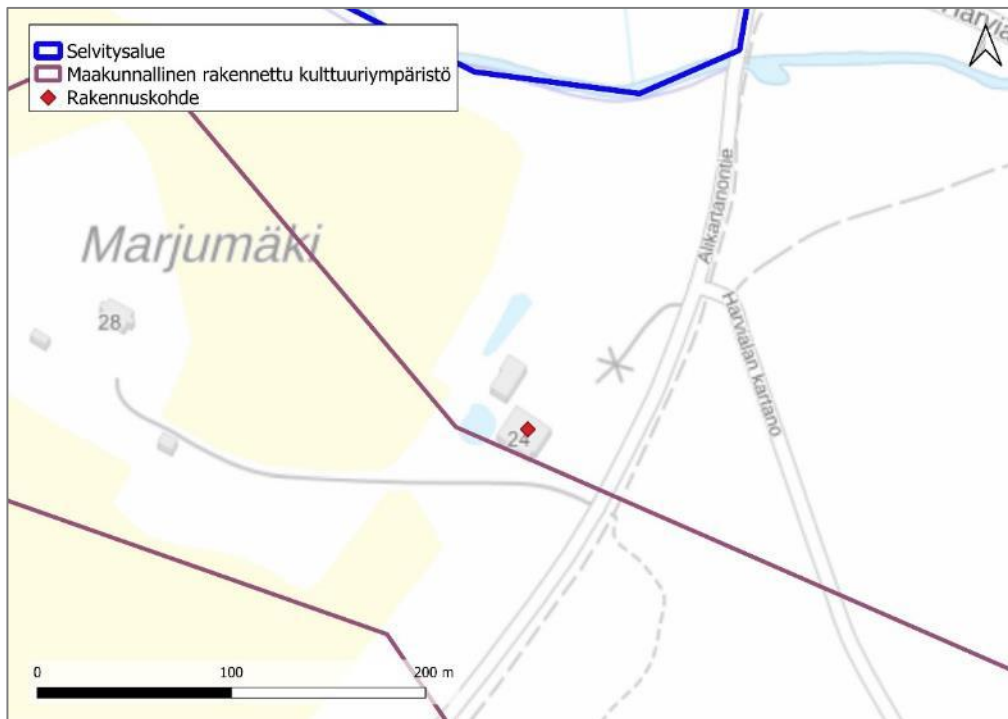 Selvitysalue
Maakunnallinen rakennettu kulttuuriympäristö
Rakennuskohde
Marjumäki
28
24
Alikartanontie
Harvialan kartano
0 100 200 m